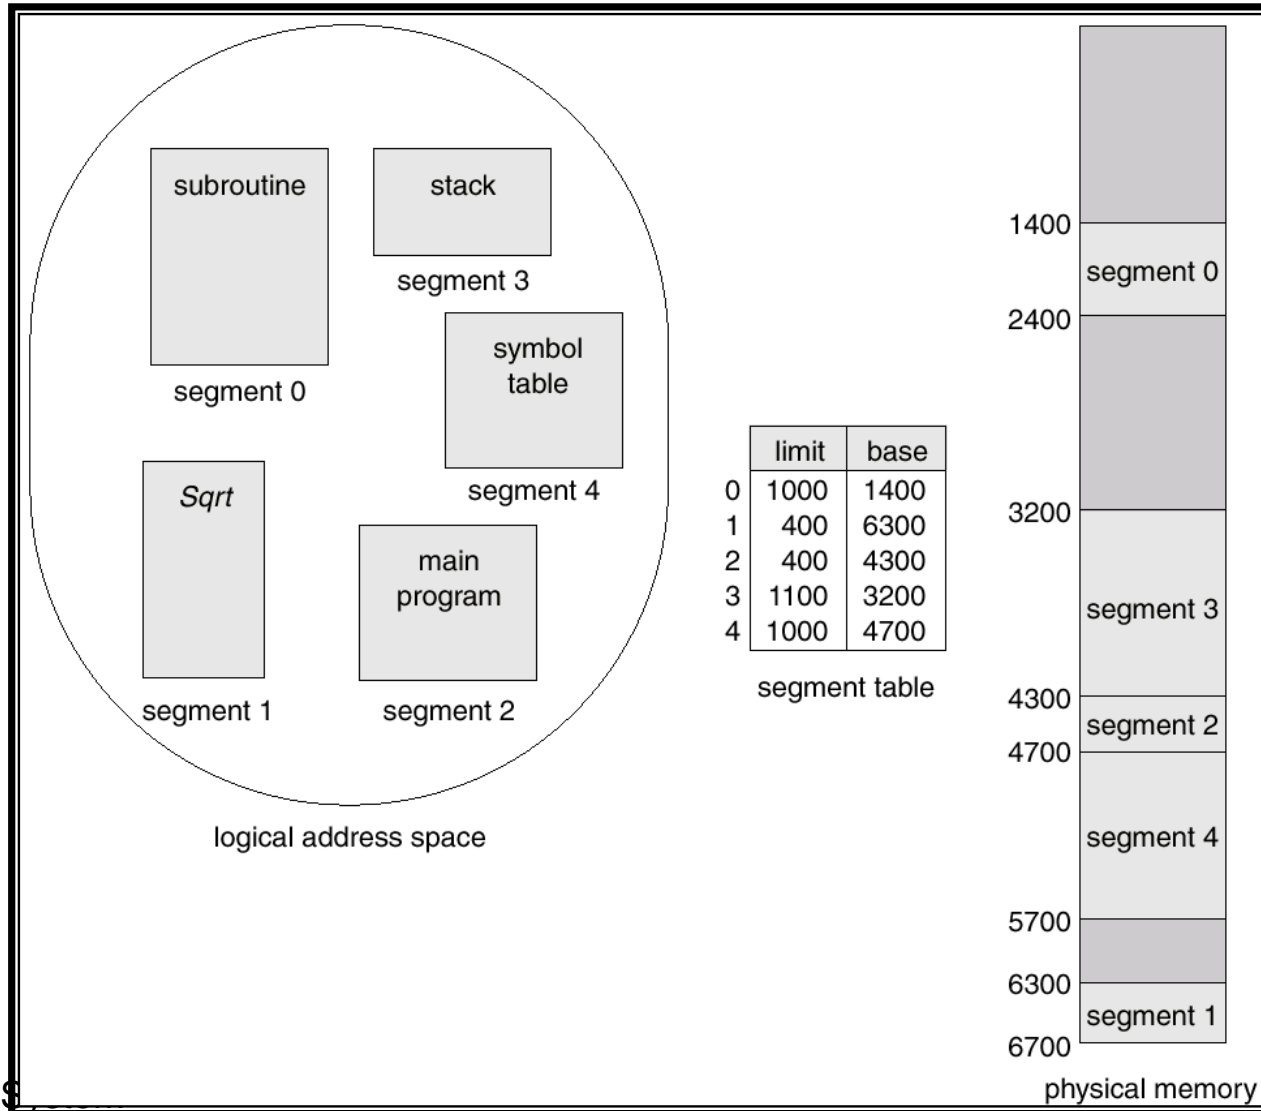 subroutine
segment 0
stack
segment 3
symbol
table
segment 4
Sqrt
segment 1
main
program
segment 2
logical address space
limit base
0 1000 1400
1 400 6300
2 400 4300
3 1100 3200
4 1000 4700
segment table
1400
segment 0
2400
3200
segment 3
4300
segment 2
4700
segment 4
5700
6300
segment 1
6700
physical memory